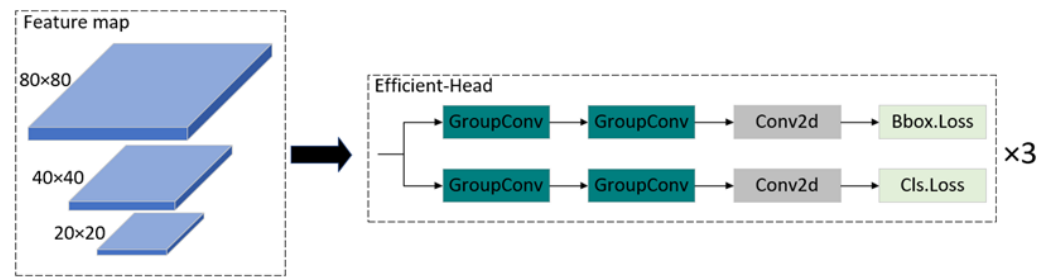 Feature map
80×80
40×40
20×20
Efficient-Head
GroupConv GroupConv Conv2d Bbox.Loss
GroupConv GroupConv Conv2d Cls.Loss
×3